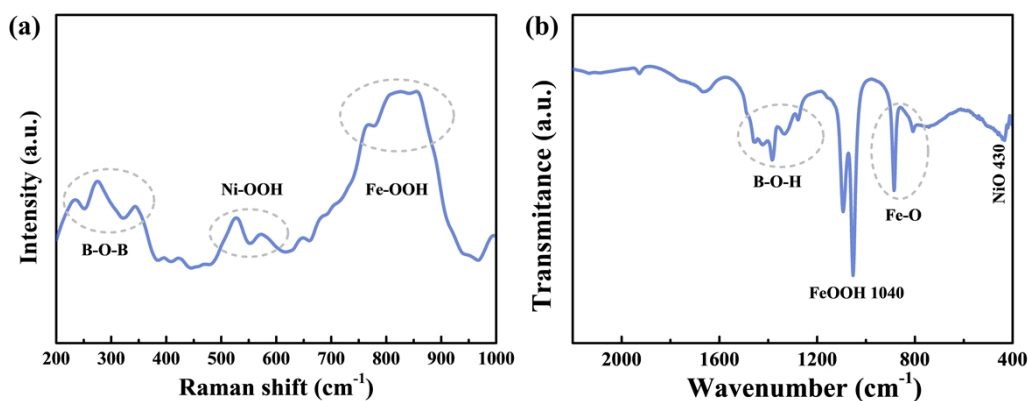 (a)
Intensity (a.u.)
B-O-B
Ni-OOH
Fe-OOH
200 300 400 500 600 700 800 900 1000
Raman shift (cm-1)
(b)
Transmitance (a.u.)
B-O-H
FeOOH 1040
Fe-O
NiO 430
2000 1600 1200 800 400
Wavenumber (cm-1)